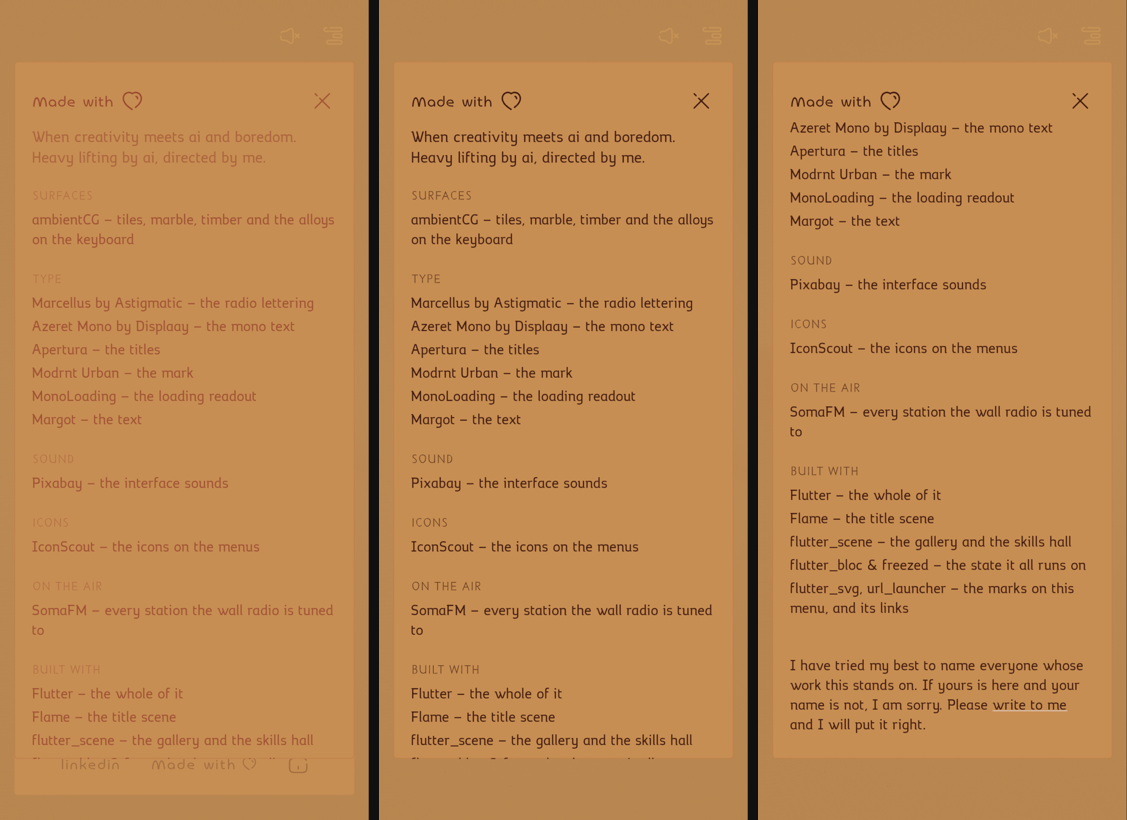 Made with
When creativity meets ai and boredom.
Heavy lifting by ai, directed by me.
SURFACES
ambientCG – tiles, marble, timber and the alloys
on the keyboard
TYPE
Marcellus by Astigmatic – the radio lettering
Azeret Mono by Displaay – the mono text
Apertura – the titles
Modrnt Urban – the mark
MonoLoading – the loading readout
Margot – the text
SOUND
Pixabay – the interface sounds
ICONS
IconScout – the icons on the menus
ON THE AIR
SomaFM – every station the wall radio is tuned
to
BUILT WITH
Flutter – the whole of it
Flame – the title scene
flutter_scene – the gallery and the skills hall
linkedin Made with
Made with
When creativity meets ai and boredom.
Heavy lifting by ai, directed by me.
SURFACES
ambientCG – tiles, marble, timber and the alloys
on the keyboard
TYPE
Marcellus by Astigmatic – the radio lettering
Azeret Mono by Displaay – the mono text
Apertura – the titles
Modrnt Urban – the mark
MonoLoading – the loading readout
Margot – the text
SOUND
Pixabay – the interface sounds
ICONS
IconScout – the icons on the menus
ON THE AIR
SomaFM – every station the wall radio is tuned
to
BUILT WITH
Flutter – the whole of it
Flame – the title scene
flutter_scene – the gallery and the skills hall
Made with
Azeret Mono by Displaay – the mono text
Apertura – the titles
Modrnt Urban – the mark
MonoLoading – the loading readout
Margot – the text
SOUND
Pixabay – the interface sounds
ICONS
IconScout – the icons on the menus
ON THE AIR
SomaFM – every station the wall radio is tuned
to
BUILT WITH
Flutter – the whole of it
Flame – the title scene
flutter_scene – the gallery and the skills hall
flutter_bloc & freezed – the state it all runs on
flutter_svg, url_launcher – the marks on this
menu, and its links
I have tried my best to name everyone whose
work this stands on. If yours is here and your
name is not, I am sorry. Please write to me
and I will put it right.